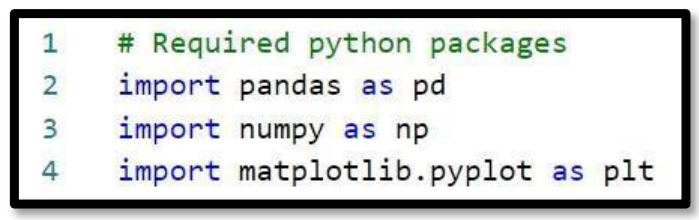 1 # Required python packages
2 import pandas as pd
3 import numpy as np
4 import matplotlib.pyplot as plt